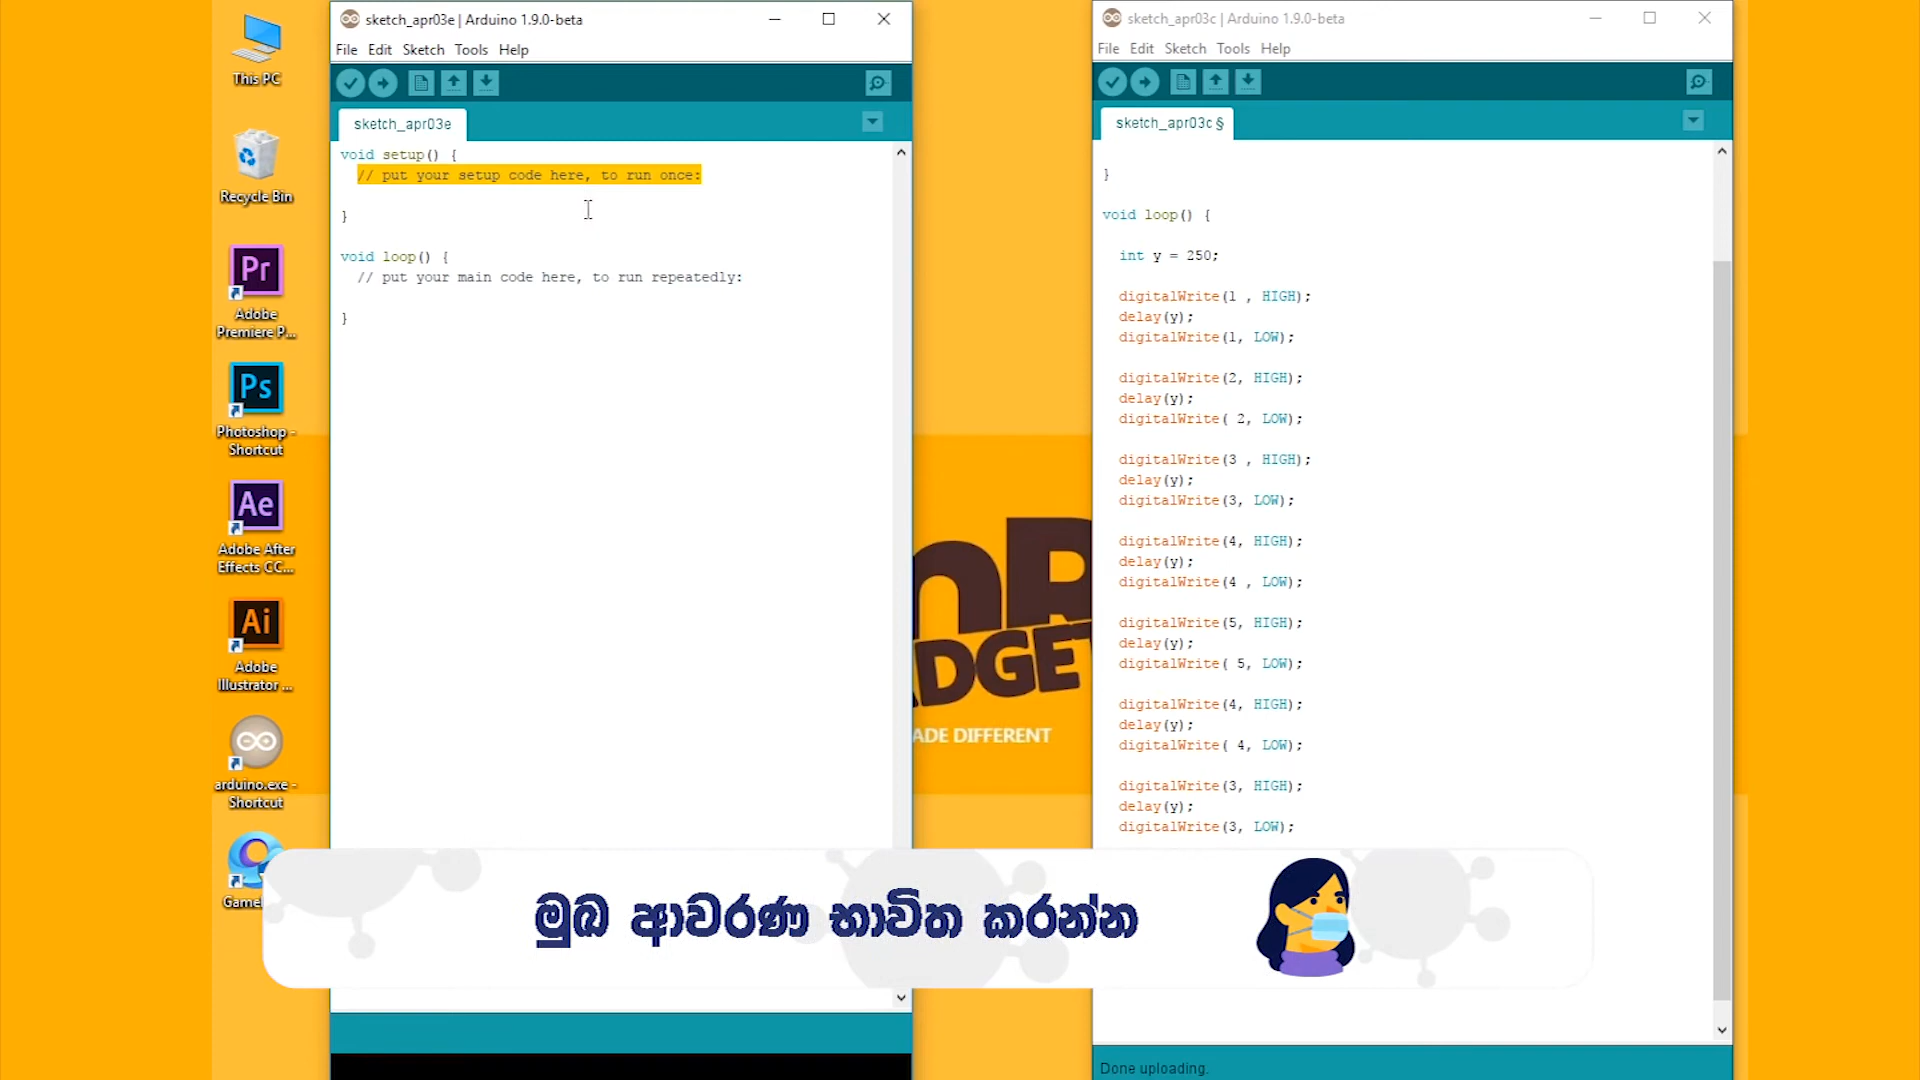 This PC
Recycle Bin
Adobe
Premiere P...
Photoshop -
Shortcut
Adobe After
Effects CC...
Adobe
Illustrator ...
arduino.exe -
Shortcut
Pr
Ps
Ae
Ai
sketch_apr03e | Arduino 1.9.0-beta
File Edit Sketch Tools Help
sketch_apr03e
void setup() {
// put your setup code here, to run once:
}
void loop() {
// put your main code here, to run repeatedly:
}
ADE DIFFERENT
sketch_apr03c | Arduino 1.9.0-beta
File Edit Sketch Tools Help
sketch_apr03c §
}
void loop() {
int y = 250;
digitalWrite(1 , HIGH);
delay(y);
digitalWrite(1, LOW);
digitalWrite(2, HIGH);
delay(y);
digitalWrite( 2, LOW);
digitalWrite(3 , HIGH);
delay(y);
digitalWrite(3, LOW);
digitalWrite(4, HIGH);
delay(y);
digitalWrite(4 , LOW);
digitalWrite(5, HIGH);
delay(y);
digitalWrite( 5, LOW);
digitalWrite(4, HIGH);
delay(y);
digitalWrite( 4, LOW);
digitalWrite(3, HIGH);
delay(y);
digitalWrite(3, LOW);
මුඛ ආවරණ භාවිත කරන්න
Done uploading.